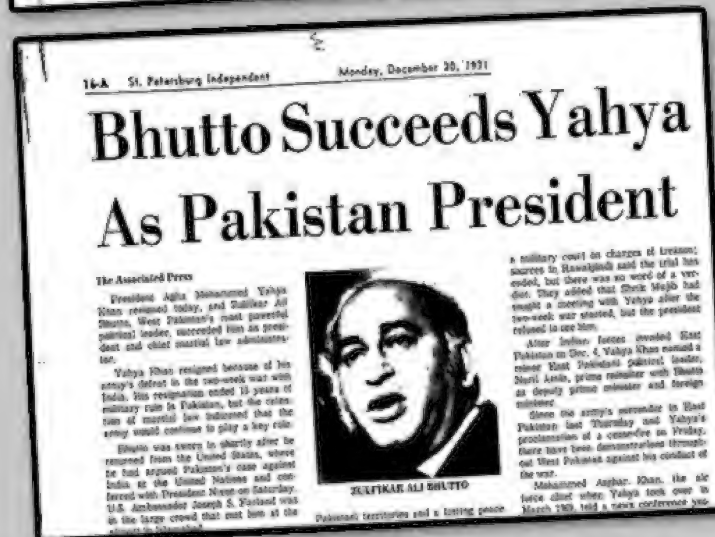 16-A St. Petersburg Independent Monday, December 20, 1971
Bhutto Succeeds Yahya
As Pakistan President
The Associated Press
President Agha Mohammed Yahya
Khan resigned today, and Zulfikar Ali
Bhutto, West Pakistan's most powerful
political leader, succeeded him as presi-
dent and chief martial law administra-
tor.
Yahya Khan resigned because of his
army's defeat in the two-week war with
India. His resignation ended 13 years of
military rule in Pakistan, but the
of martial law indicated that the
army would continue to play a key role.
Bhutto was sworn in shortly after he
returned from the United States, where
he had argued Pakistan's case against
India at the United Nations and con-
ferred with President Nixon on Saturday.
U.S. Ambassador Joseph S. Farland was
in the large crowd that met him at the
ZULFIKAR ALI BHUTTO
Pakistani territories and a lasting peace
a military court on charges of treason;
sources in Rawalpindi said the trial has
ended, but there was no word of a ver-
dict. They added that Sheik Mujib had
sought a meeting with Yahya after the
two-week war started, but the president
refused to see him.
After Indian forces invaded East
Pakistan on Dec. 4, Yahya Khan named a
minor East Pakistani political leader,
Nurul Amin, prime minister with Bhutto
as deputy prime minister and foreign
minister.
Since the army's surrender in East
Pakistan last Thursday and Yahya's
proclamation of a cease-fire on Friday,
there have been demonstrations through-
out West Pakistan against his conduct of
the war.
Mohammed Asghar Khan, the air
force chief when Yahya took over in
March 1969, told a news conference yes-